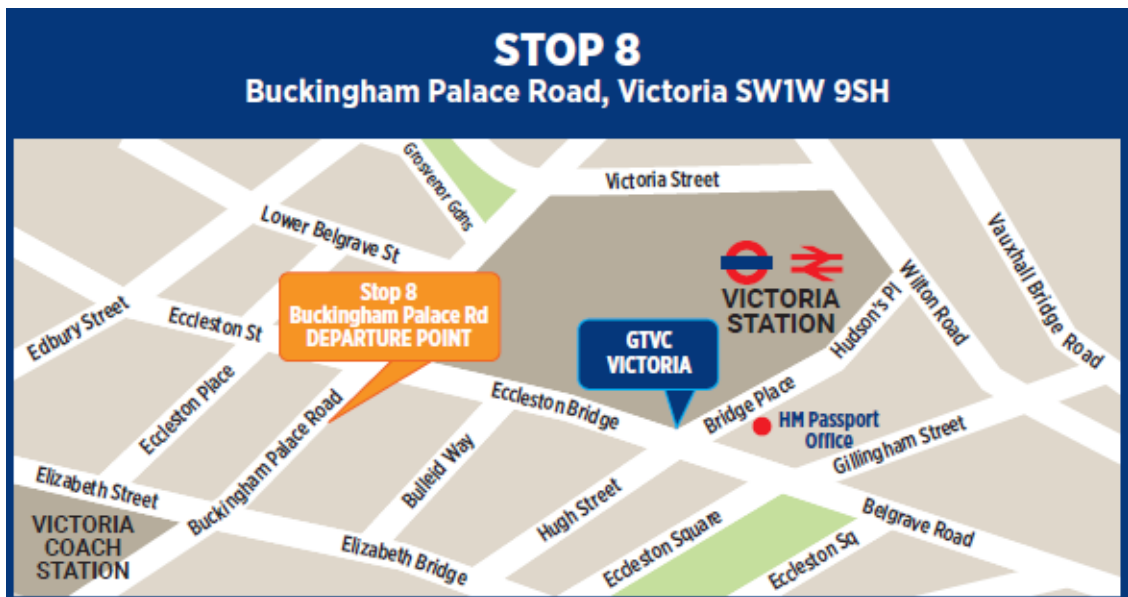 STOP 8
Buckingham Palace Road, Victoria SW1W 9SH
Grosvenor Gdns
Victoria Street
Lower Belgrave St
Vauxhall Bridge Road
Wilton Road
Stop 8
Buckingham Palace Rd
DEPARTURE POINT
VICTORIA
STATION
Hudson's Pl
Edbury Street
Eccleston St
GTVC
VICTORIA
Eccleston Place
Eccleston Bridge
Bridge Place
HM Passport
Office
Gillingham Street
Buckingham Palace Road
Bulleid Way
Elizabeth Street
Hugh Street
Eccleston Square
Eccleston Sq
Belgrave Road
VICTORIA
COACH
STATION
Elizabeth Bridge